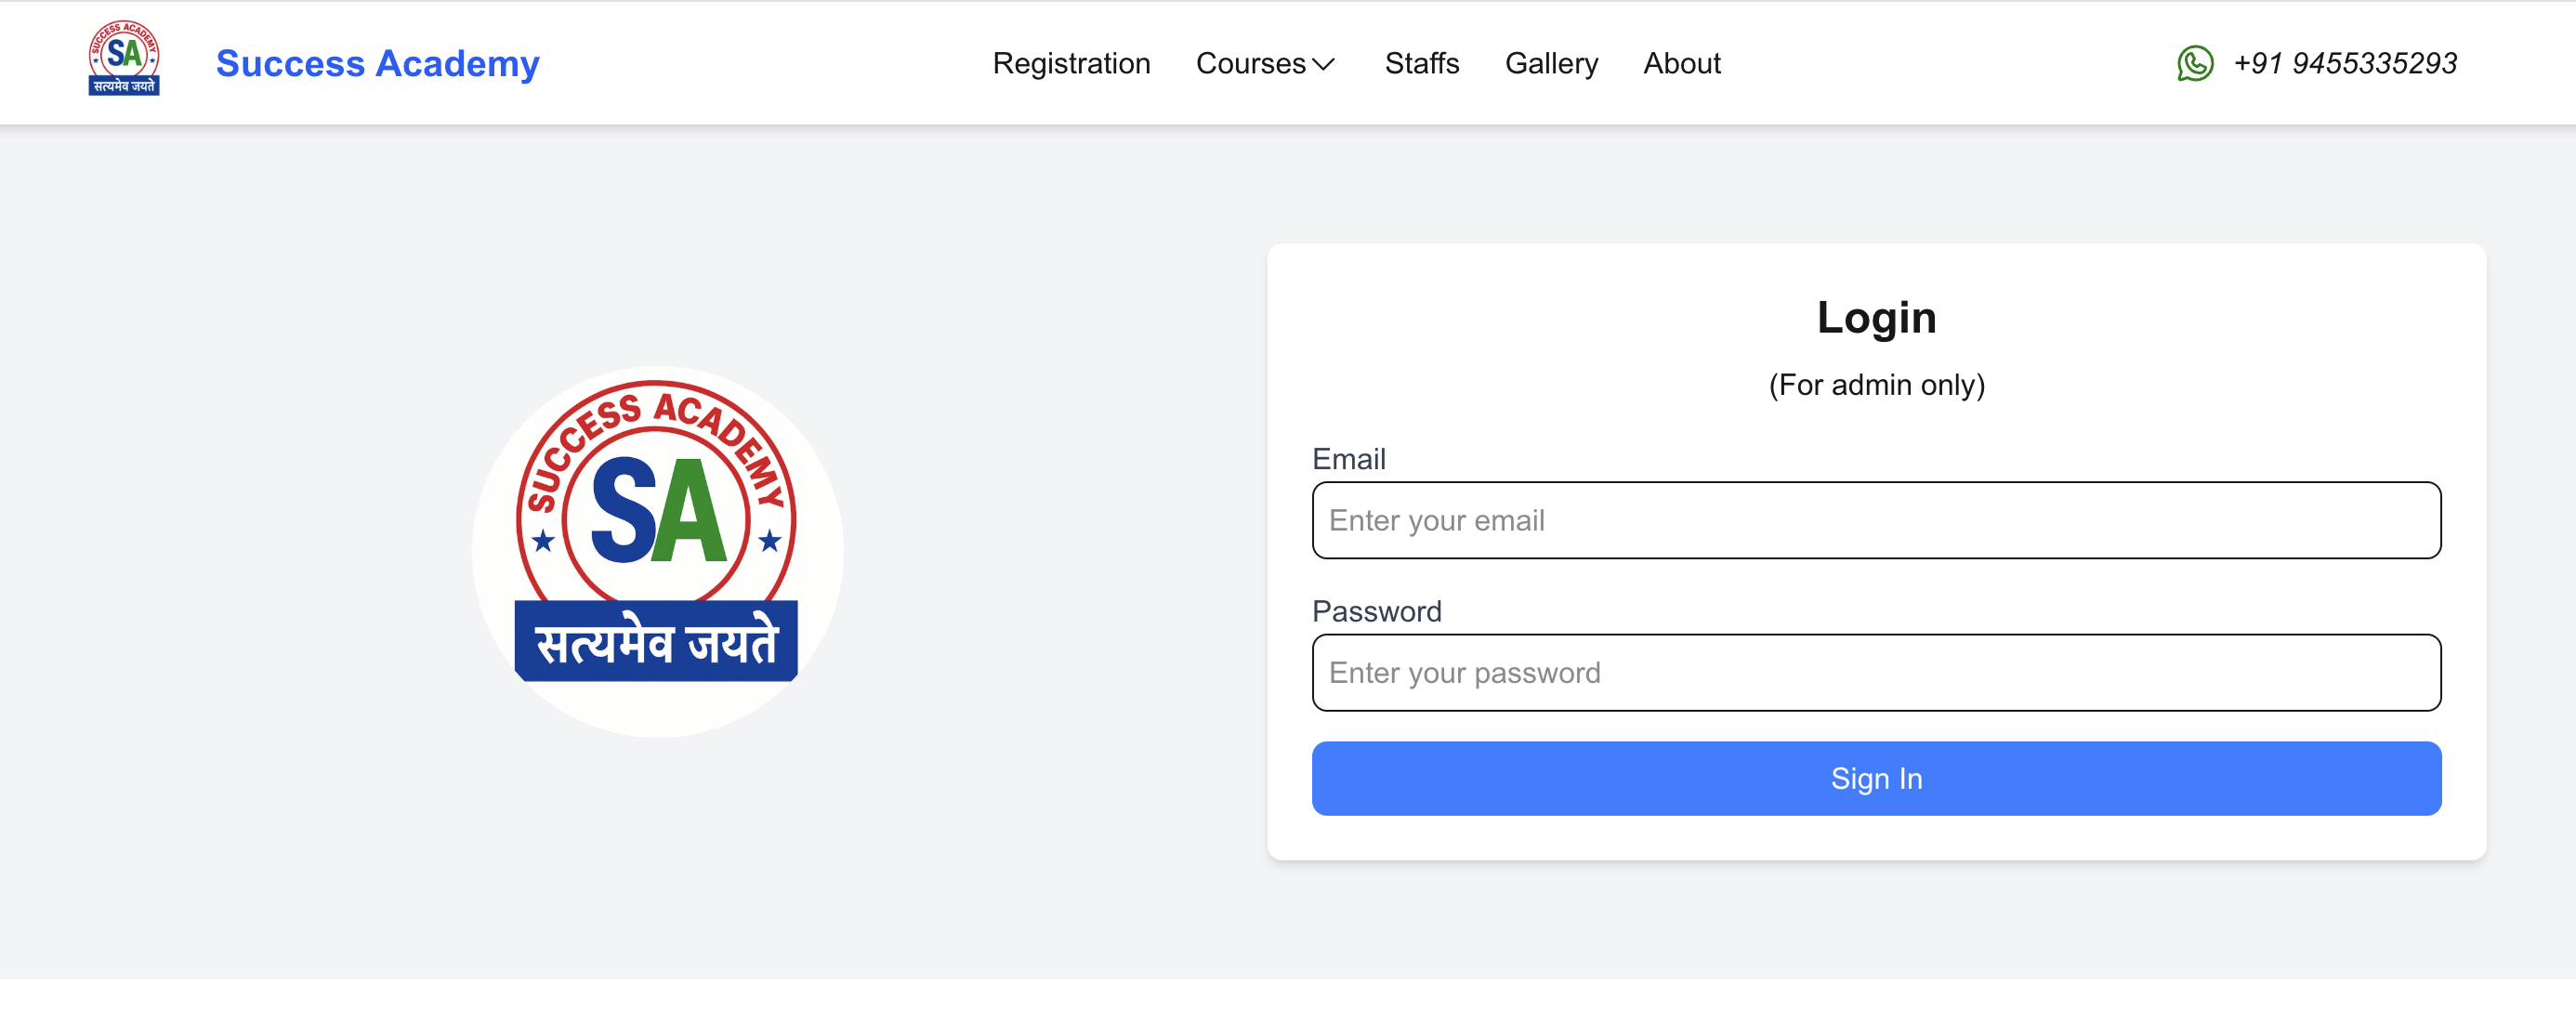 SUCCESS ACADEMY
SA
सत्यमेव जयते
Success Academy
Registration
Courses
Staffs
Gallery
About
+91 9455335293
SUCCESS ACADEMY
SA
सत्यमेव जयते
Login
(For admin only)
Email
Enter your email
Password
Enter your password
Sign In